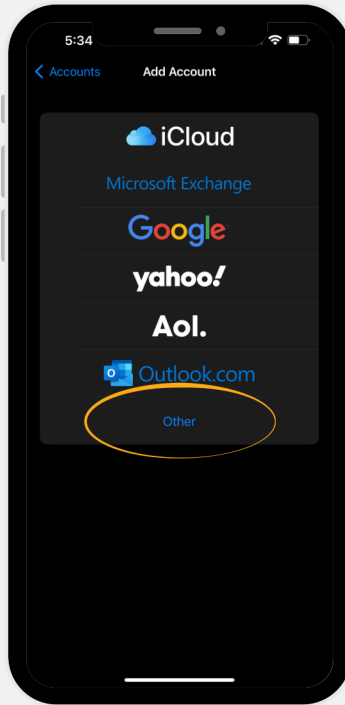 5:34
Accounts
Add Account
iCloud
Microsoft Exchange
Google
yahoo!
Aol.
Outlook.com
Other